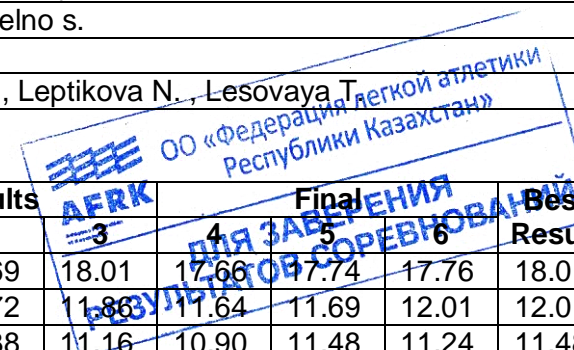 elno s.
, Leptikova N. , Lesovaya T
ОО «Федерация легкой атлетики
Республики Казахстан»
AFRK
ДЛЯ ЗАВЕРЕНИЯ
РЕЗУЛЬТАТОВ СОРЕВНОВАНИЙ
ults Final Bes
3 4 5 6 Resu
69 18.01 17.66 17.74 17.76 18.0
72 11.86 11.64 11.69 12.01 12.0
38 11.16 10.90 11.48 11.24 11.48